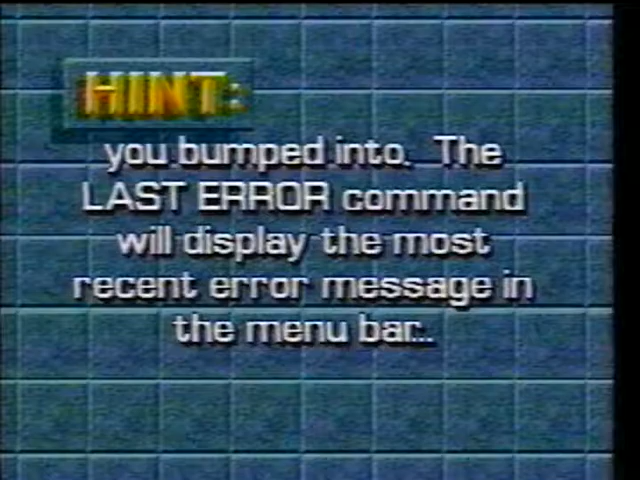 HINT:
you bumped into. The
LAST ERROR command
will display the most
recent error message in
the menu bar...